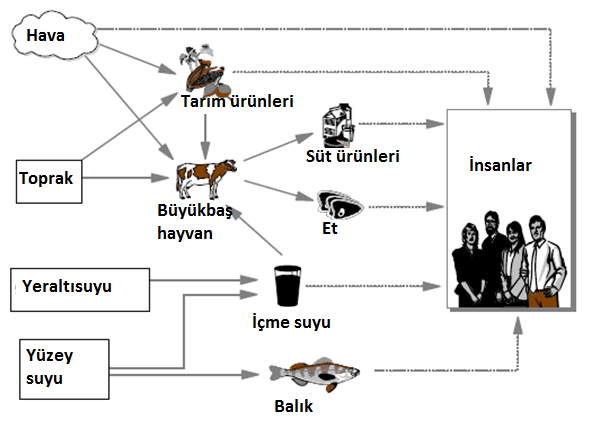 Hava
Tarım ürünleri
Süt ürünleri
İnsanlar
Toprak
Büyükbaş
hayvan
Et
Yeraltısuyu
İçme suyu
Yüzey
suyu
Balık